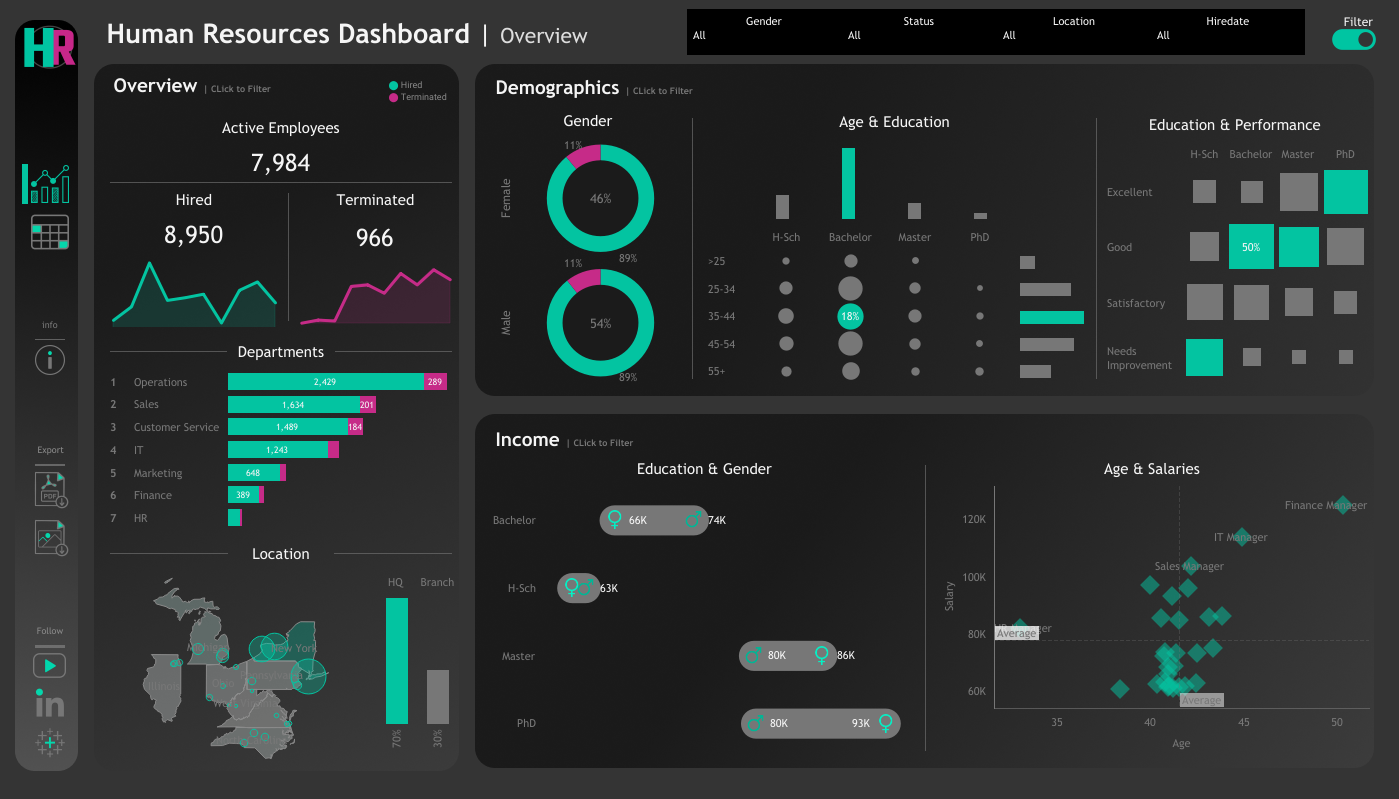 HR
Human Resources Dashboard | Overview
Gender Status Location Hiredate
All All All All
Filter
Overview | CLick to Filter
Hired
Terminated
Active Employees
7,984
Hired Terminated
8,950 966
Departments
1 Operations 2,429 289
2 Sales 1,634 201
3 Customer Service 1,489 184
4 IT 1,243
5 Marketing 648
6 Finance 389
7 HR
Location
HQ Branch
New York
Illinois
70% 30%
info
Export
PDF
Follow
in
Demographics | CLick to Filter
Gender
Female
11%
46%
89%
Male
11%
54%
89%
Age & Education
H-Sch Bachelor Master PhD
>25
25-34
35-44 18%
45-54
55+
Education & Performance
H-Sch Bachelor Master PhD
Excellent
Good 50%
Satisfactory
Needs
Improvement
Income | CLick to Filter
Education & Gender
Bachelor 66K 74K
H-Sch 63K
Master 80K 86K
PhD 80K 93K
Age & Salaries
Salary
120K
100K
80K
60K
Finance Manager
IT Manager
Sales Manager
Average
Average
35 40 45 50
Age